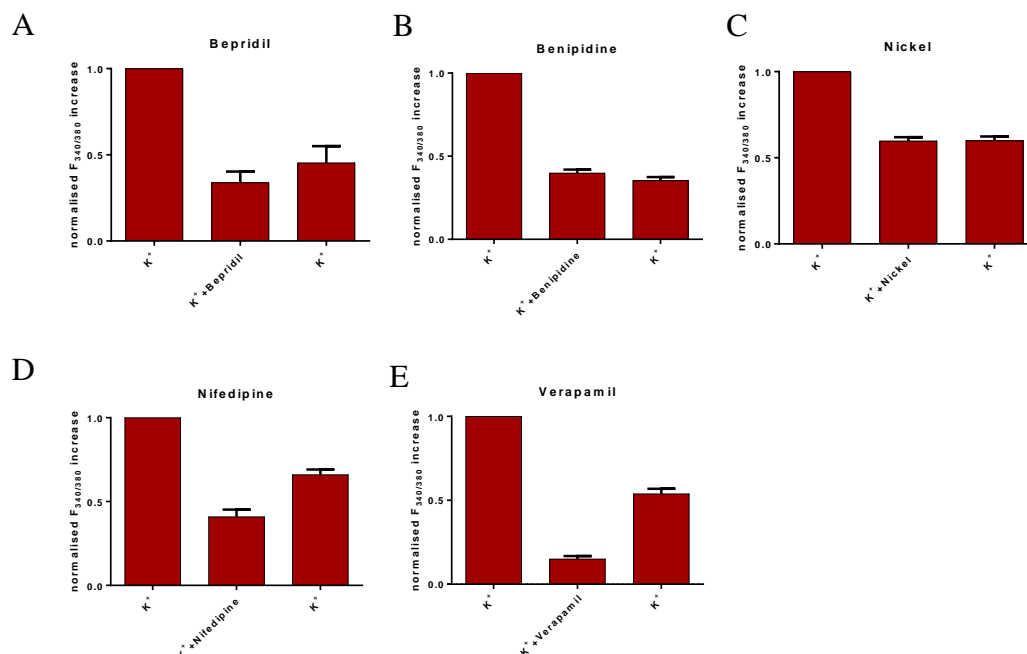 A
Bepridil
normalised F340/380 increase
1.0
0.5
0.0
K+
K++Bepridil
K+
B
Benipidine
normalised F340/380 increase
1.0
0.5
0.0
K+
K++Benipidine
K+
C
Nickel
normalised F340/380 increase
1.0
0.5
0.0
K+
K++Nickel
K+
D
Nifedipine
normalised F340/380 increase
1.0
0.5
0.0
K+
K++Nifedipine
K+
E
Verapamil
normalised F340/380 increase
1.0
0.5
0.0
K+
K++Verapamil
K+